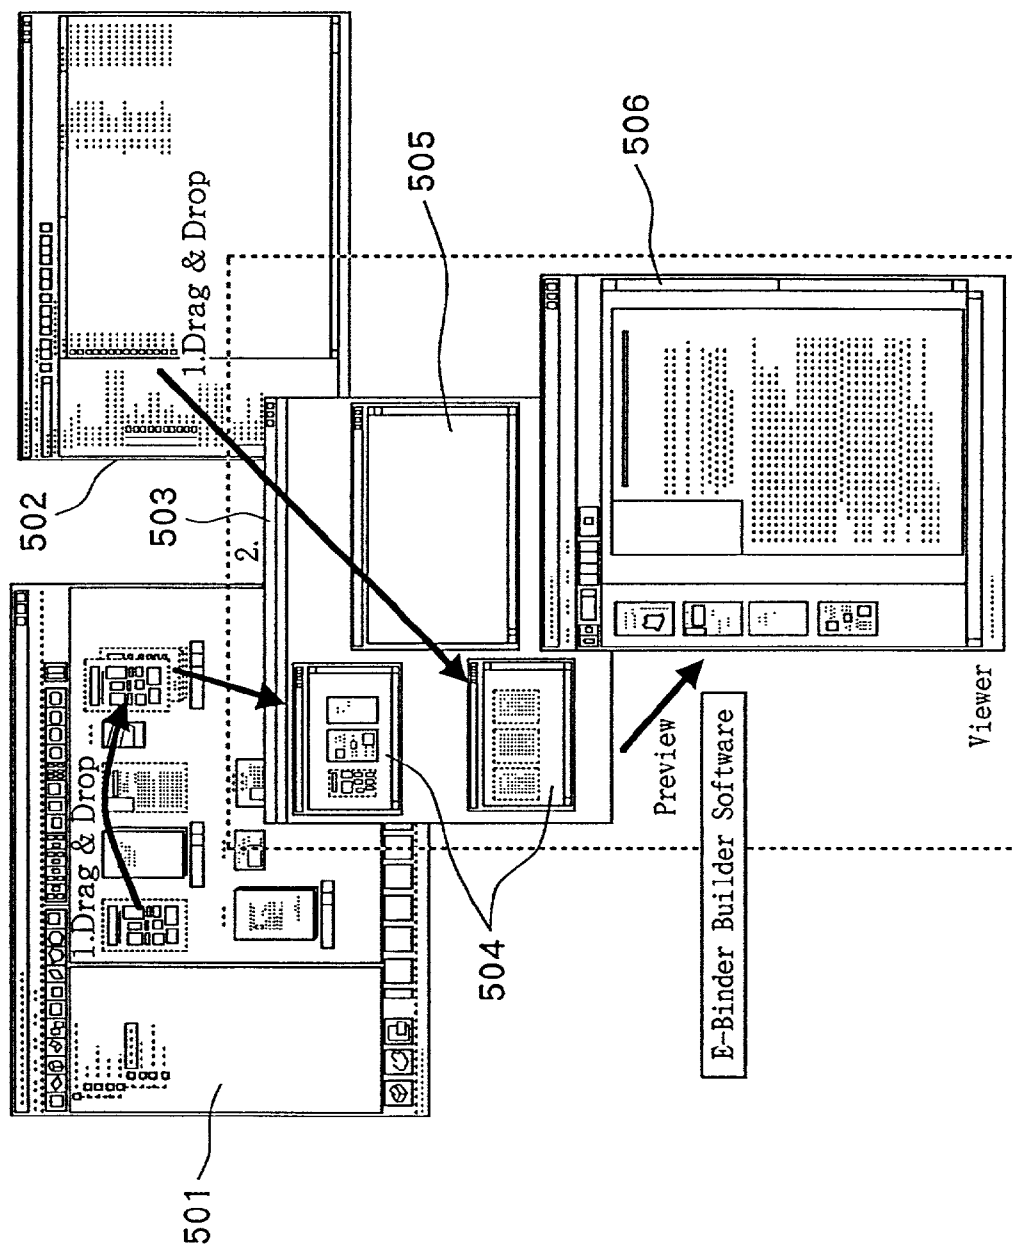 501
1.Drag & Drop
502
503
2.
1.Drag & Drop
504
505
506
Preview
E-Binder Builder Software
Viewer